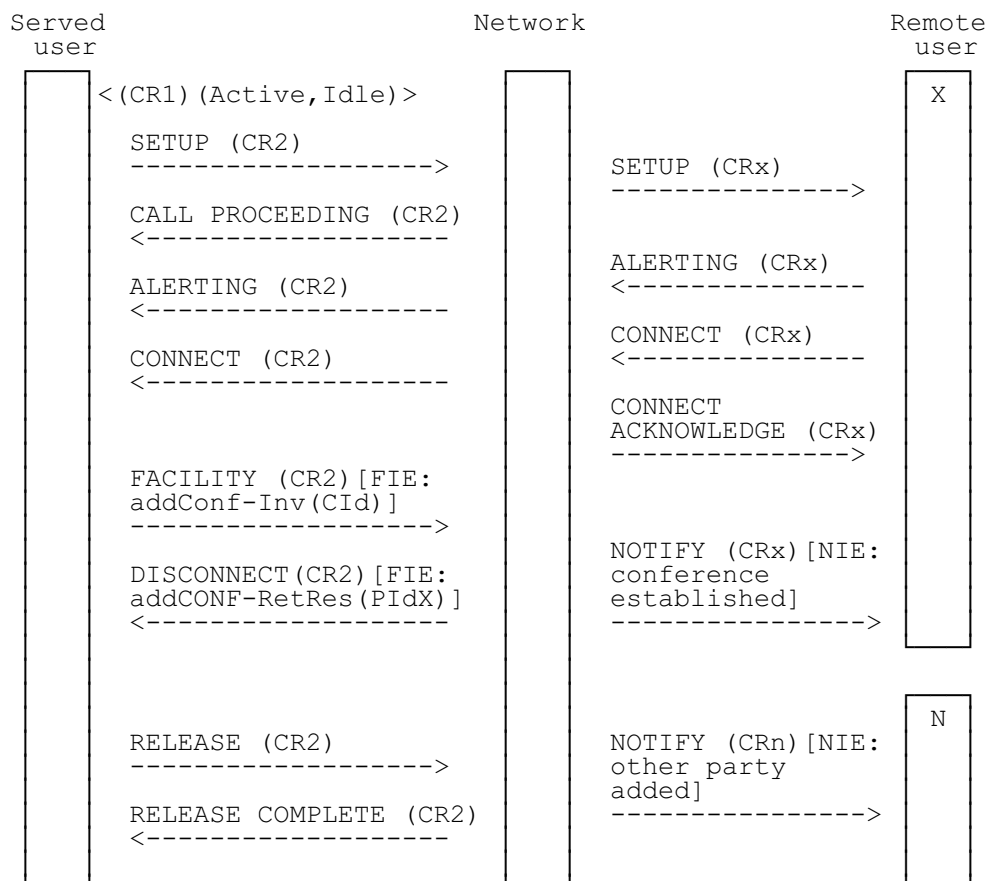 Served Network Remote
user user
<(CR1)(Active,Idle)> X
SETUP (CR2)
-------------------> SETUP (CRx)
--------------->
CALL PROCEEDING (CR2)
<-------------------
ALERTING (CRx)
ALERTING (CR2) <---------------
<-------------------
CONNECT (CRx)
CONNECT (CR2) <---------------
<-------------------
CONNECT
ACKNOWLEDGE (CRx)
--------------->
FACILITY (CR2)[FIE:
addConf-Inv(CId)]
------------------->
NOTIFY (CRx)[NIE:
DISCONNECT(CR2)[FIE: conference
addCONF-RetRes(PIdX)] established]
<------------------- ---------------->
N
RELEASE (CR2) NOTIFY (CRn)[NIE:
-------------------> other party
added]
RELEASE COMPLETE (CR2) ---------------->
<-------------------